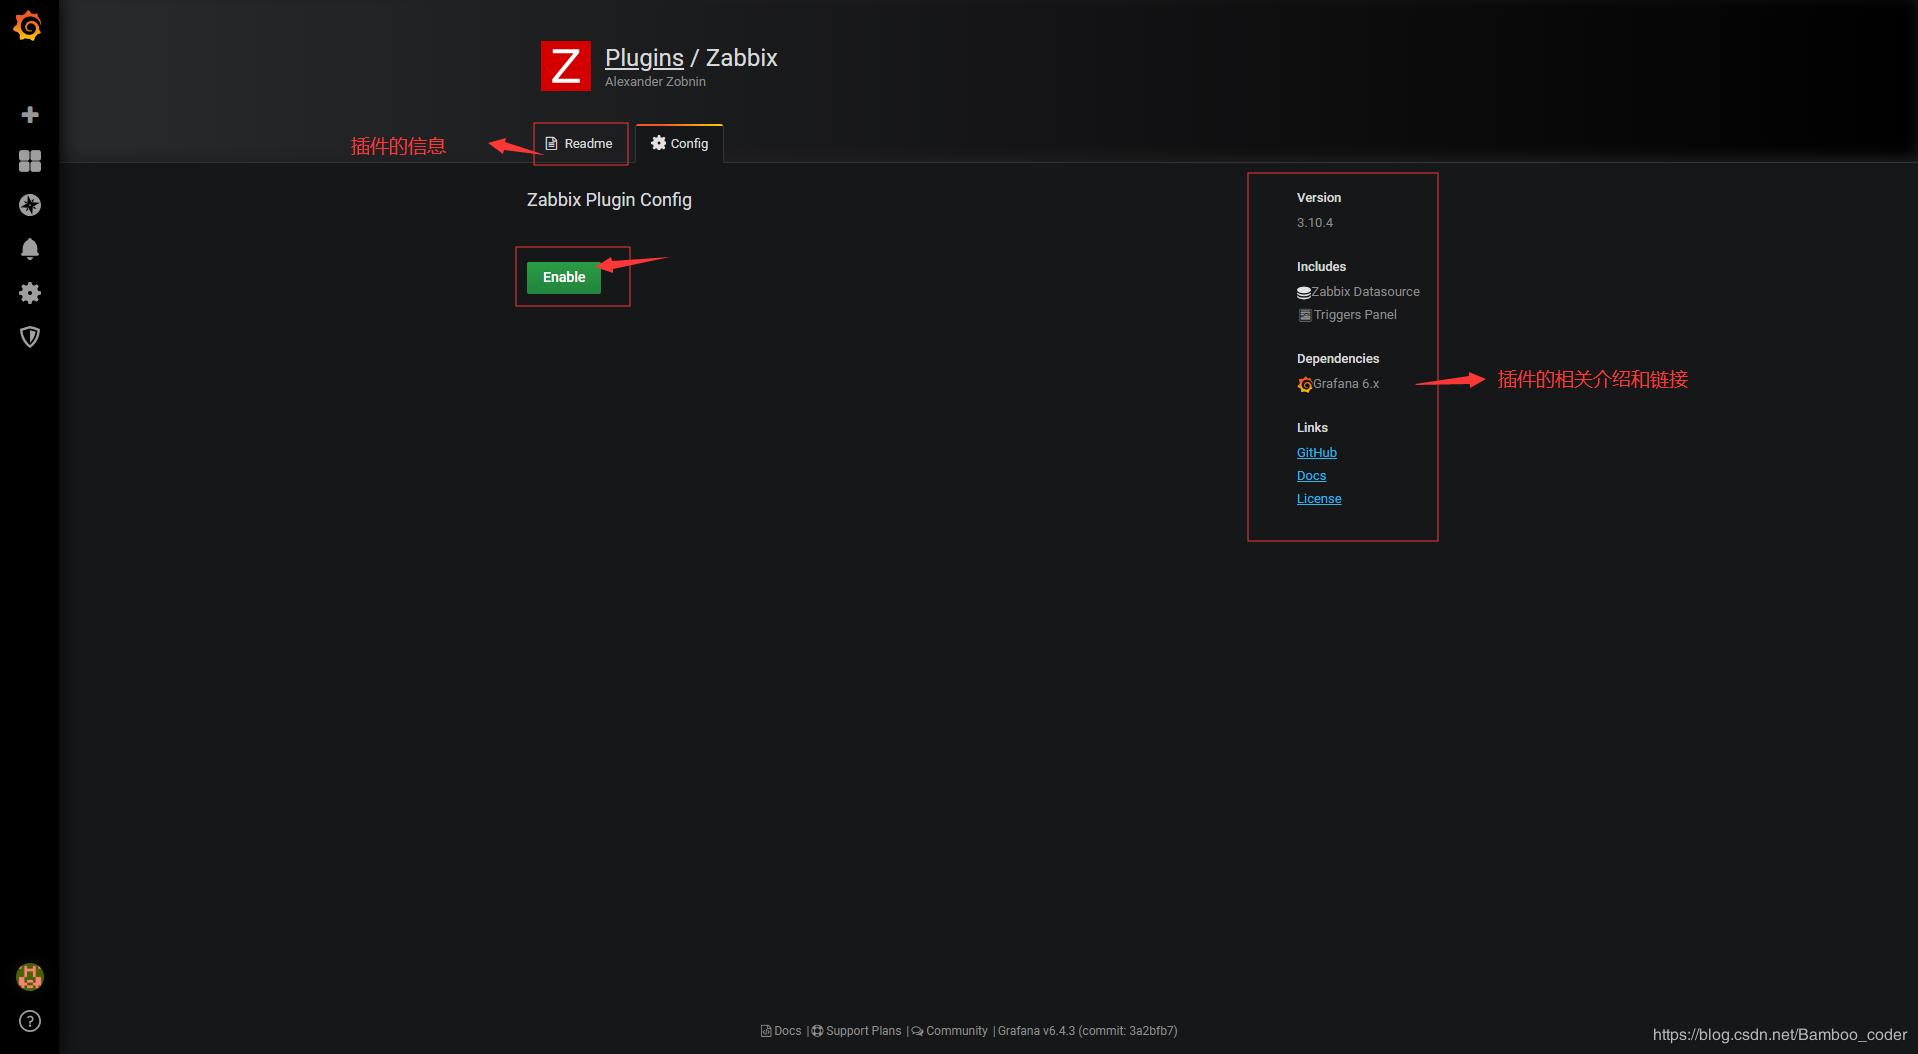 Z
Plugins / Zabbix
Alexander Zobnin
插件的信息
Readme
Config
Zabbix Plugin Config
Enable
Version
3.10.4
Includes
Zabbix Datasource
Triggers Panel
Dependencies
Grafana 6.x
插件的相关介绍和链接
Links
GitHub
Docs
License
Docs | Support Plans | Community | Grafana v6.4.3 (commit: 3a2bfb7)
https://blog.csdn.net/Bamboo_coder